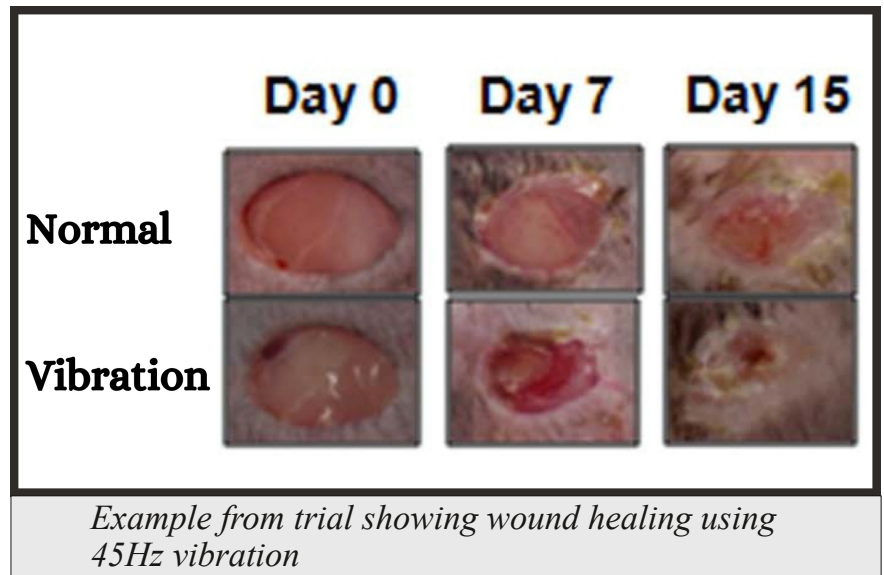 Day 0 Day 7 Day 15
Normal
Vibration
Example from trial showing wound healing using
45Hz vibration